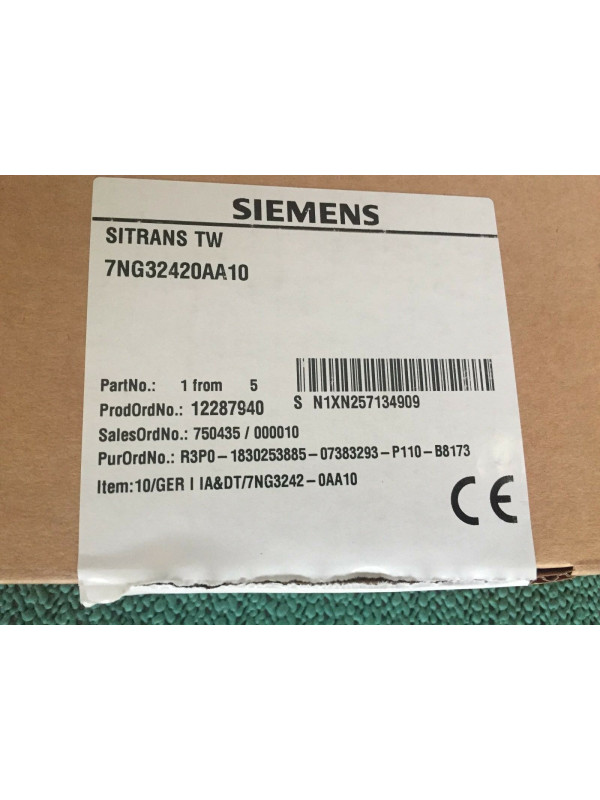 SIEMENS
SITRANS TW
7NG32420AA10
PartNo.: 1 from 5
S N1XN257134909
ProdOrdNo.: 12287940
SalesOrdNo.: 750435 / 000010
PurOrdNo.: R3P0-1830253885-07383293-P110-B8173
Item:10/GER I IA&DT/7NG3242-0AA10
CE